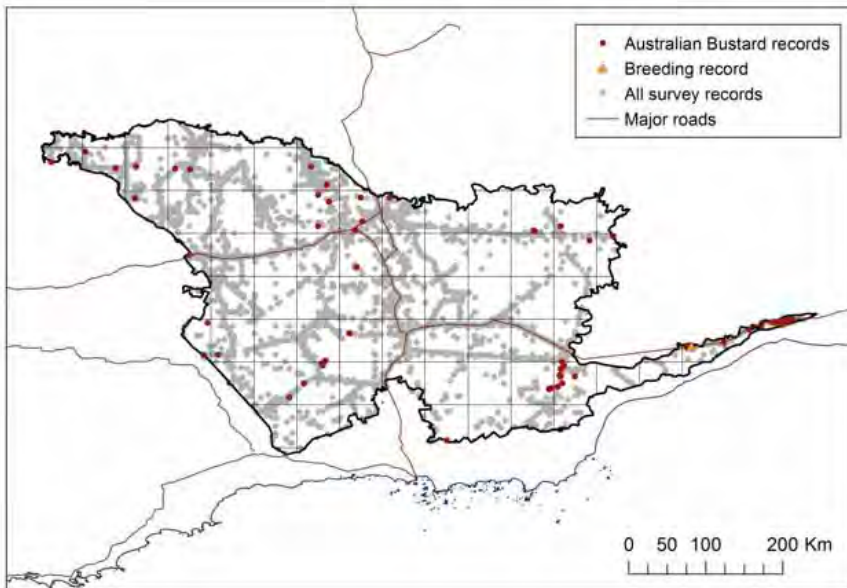 Australian Bustard records
Breeding record
All survey records
Major roads
0 50 100 200 Km